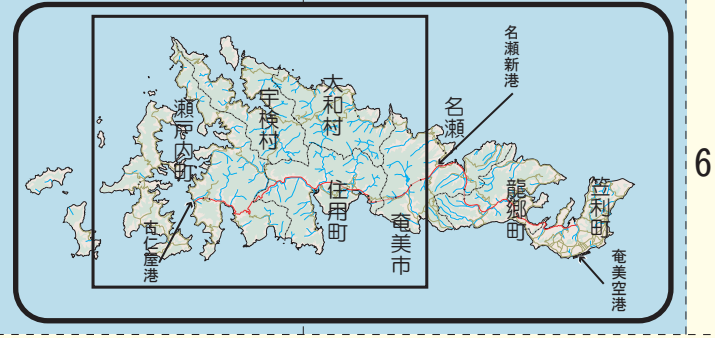 名瀬新港
名瀬
大和村
宇検村
瀬戸内町
住用町
奄美市
龍郷町
笠利町
古仁屋港
奄美空港
6